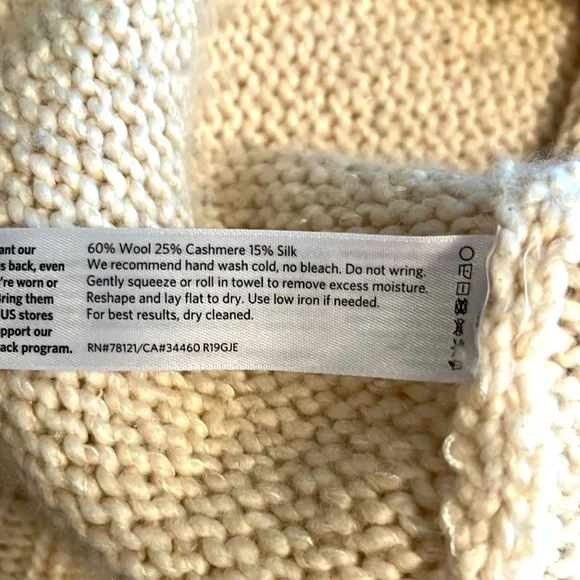 ant our
s back, even
're worn or
Bring them
US stores
pport our
ack program.
60% Wool 25% Cashmere 15% Silk
We recommend hand wash cold, no bleach. Do not wring.
Gently squeeze or roll in towel to remove excess moisture.
Reshape and lay flat to dry. Use low iron if needed.
For best results, dry cleaned.
RN#78121/CA#34460 R19GJE